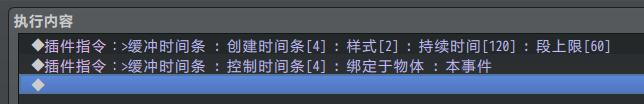 执行内容
◆插件指令：>缓冲时间条 : 创建时间条[4] : 样式[2] : 持续时间[120] : 段上限[60]
◆插件指令：>缓冲时间条 : 控制时间条[4] : 绑定于物体 : 本事件
◆